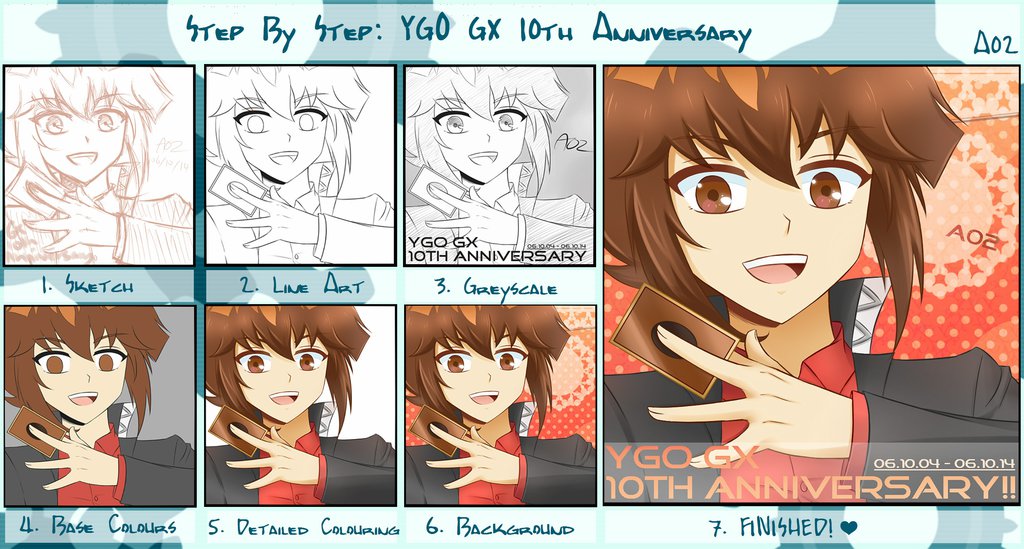 Step By Step: YGO GX 10th Anniversary
A02
A02
A02
YGO GX
06.10.04 - 06.10.14
10TH ANNIVERSARY
1. Sketch
2. Line Art
3. Greyscale
A02
YGO GX
06.10.04 - 06.10.14
10TH ANNIVERSARY!!
4. Base Colours
5. Detailed Colouring
6. Background
7. FINISHED! ♥